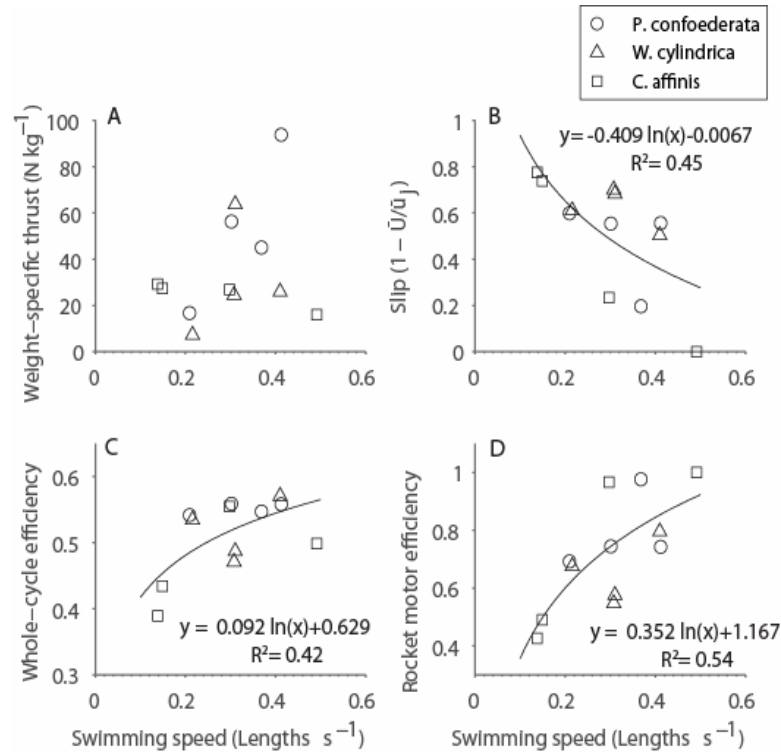 P. confoederata
W. cylindrica
C. affinis
A
Weight−specific thrust (N kg⁻¹)
100
80
60
40
20
0
0 0.2 0.4 0.6
B
y= -0.409 ln(x)-0.0067
R²= 0.45
Slip (1 − Ū/ūJ)
1
0.8
0.6
0.4
0.2
0
0 0.2 0.4 0.6
C
Whole−cycle efficiency
0.6
0.5
0.4
0.3
y = 0.092 ln(x)+0.629
R²= 0.42
0 0.2 0.4 0.6
Swimming speed (Lengths s⁻¹)
D
Rocket motor efficiency
1
0.8
0.6
0.4
y = 0.352 ln(x)+1.167
R²= 0.54
0 0.2 0.4 0.6
Swimming speed (Lengths s⁻¹)